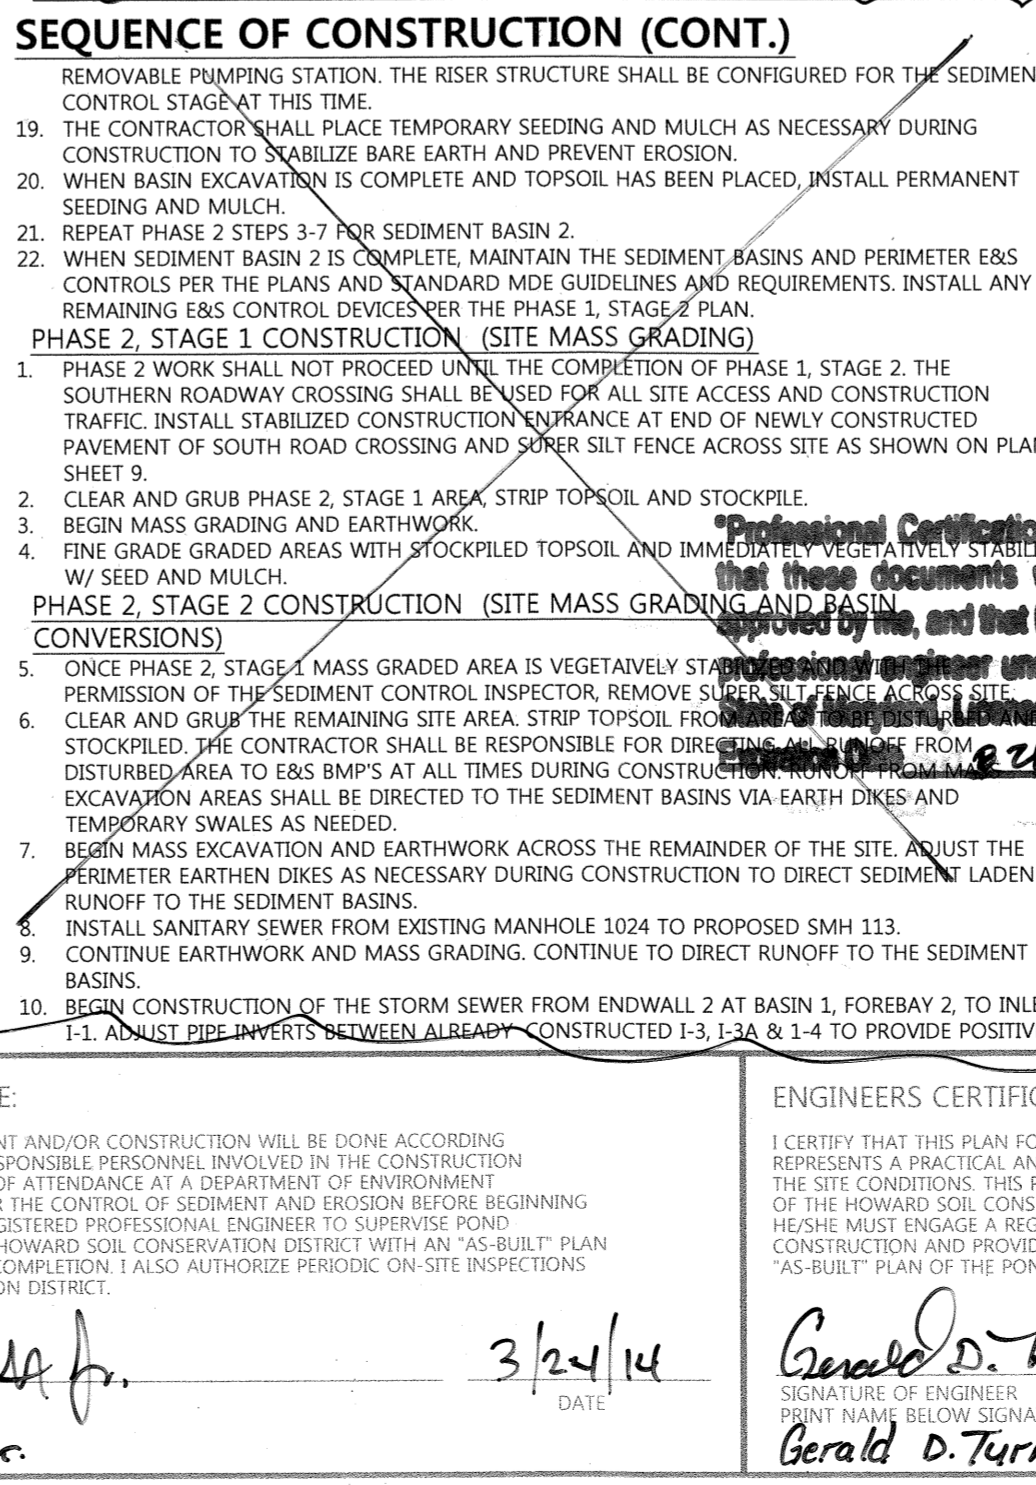 SEQUENCE OF CONSTRUCTION (CONT.)
REMOVABLE PUMPING STATION. THE RISER STRUCTURE SHALL BE CONFIGURED FOR THE SEDIMEN
CONTROL STAGE AT THIS TIME.
19. THE CONTRACTOR SHALL PLACE TEMPORARY SEEDING AND MULCH AS NECESSARY DURING
CONSTRUCTION TO STABILIZE BARE EARTH AND PREVENT EROSION.
20. WHEN BASIN EXCAVATION IS COMPLETE AND TOPSOIL HAS BEEN PLACED, INSTALL PERMANENT
SEEDING AND MULCH.
21. REPEAT PHASE 2 STEPS 3-7 FOR SEDIMENT BASIN 2.
22. WHEN SEDIMENT BASIN 2 IS COMPLETE, MAINTAIN THE SEDIMENT BASINS AND PERIMETER E&S
CONTROLS PER THE PLANS AND STANDARD MDE GUIDELINES AND REQUIREMENTS. INSTALL ANY
REMAINING E&S CONTROL DEVICES PER THE PHASE 1, STAGE 2 PLAN.
PHASE 2, STAGE 1 CONSTRUCTION (SITE MASS GRADING)
1. PHASE 2 WORK SHALL NOT PROCEED UNTIL THE COMPLETION OF PHASE 1, STAGE 2. THE
SOUTHERN ROADWAY CROSSING SHALL BE USED FOR ALL SITE ACCESS AND CONSTRUCTION
TRAFFIC. INSTALL STABILIZED CONSTRUCTION ENTRANCE AT END OF NEWLY CONSTRUCTED
PAVEMENT OF SOUTH ROAD CROSSING AND SUPER SILT FENCE ACROSS SITE AS SHOWN ON PLAN
SHEET 9.
2. CLEAR AND GRUB PHASE 2, STAGE 1 AREA, STRIP TOPSOIL AND STOCKPILE.
3. BEGIN MASS GRADING AND EARTHWORK.
"Professional Certificatio
4. FINE GRADE GRADED AREAS WITH STOCKPILED TOPSOIL AND IMMEDIATELY VEGETATIVELY STABILI
W/ SEED AND MULCH.
that these documents
PHASE 2, STAGE 2 CONSTRUCTION (SITE MASS GRADING AND BASIN
approved by me, and that
CONVERSIONS)
5. ONCE PHASE 2, STAGE 1 MASS GRADED AREA IS VEGETAIVELY STABILIZED AND WITH THE
professional engineer un
PERMISSION OF THE SEDIMENT CONTROL INSPECTOR, REMOVE SUPER SILT FENCE ACROSS SITE.
6. CLEAR AND GRUB THE REMAINING SITE AREA. STRIP TOPSOIL FROM AREAS TO BE DISTURBED AND
State of Maryland, License
STOCKPILED. THE CONTRACTOR SHALL BE RESPONSIBLE FOR DIRECTING ALL RUNOFF FROM
Expiration Date
DISTURBED AREA TO E&S BMP'S AT ALL TIMES DURING CONSTRUCTION. RUNOFF FROM MASS
EXCAVATION AREAS SHALL BE DIRECTED TO THE SEDIMENT BASINS VIA EARTH DIKES AND
TEMPORARY SWALES AS NEEDED.
7. BEGIN MASS EXCAVATION AND EARTHWORK ACROSS THE REMAINDER OF THE SITE. ADJUST THE
PERIMETER EARTHEN DIKES AS NECESSARY DURING CONSTRUCTION TO DIRECT SEDIMENT LADEN
RUNOFF TO THE SEDIMENT BASINS.
8. INSTALL SANITARY SEWER FROM EXISTING MANHOLE 1024 TO PROPOSED SMH 113.
9. CONTINUE EARTHWORK AND MASS GRADING. CONTINUE TO DIRECT RUNOFF TO THE SEDIMENT
BASINS.
10. BEGIN CONSTRUCTION OF THE STORM SEWER FROM ENDWALL 2 AT BASIN 1, FOREBAY 2, TO INLE
I-1. ADJUST PIPE INVERTS BETWEEN ALREADY CONSTRUCTED I-3, I-3A & 1-4 TO PROVIDE POSITIV
E:
NT AND/OR CONSTRUCTION WILL BE DONE ACCORDING
SPONSIBLE PERSONNEL INVOLVED IN THE CONSTRUCTION
OF ATTENDANCE AT A DEPARTMENT OF ENVIRONMENT
R THE CONTROL OF SEDIMENT AND EROSION BEFORE BEGINNING
GISTERED PROFESSIONAL ENGINEER TO SUPERVISE POND
HOWARD SOIL CONSERVATION DISTRICT WITH AN "AS-BUILT" PLAN
COMPLETION. I ALSO AUTHORIZE PERIODIC ON-SITE INSPECTIONS
ON DISTRICT.
Jr.
3/24/14
DATE
r.
ENGINEERS CERTIFIC
I CERTIFY THAT THIS PLAN FO
REPRESENTS A PRACTICAL AN
THE SITE CONDITIONS. THIS P
OF THE HOWARD SOIL CONS
HE/SHE MUST ENGAGE A REG
CONSTRUCTION AND PROVID
"AS-BUILT" PLAN OF THE PON
Gerald D. T
SIGNATURE OF ENGINEER
PRINT NAME BELOW SIGNA
Gerald D. Turn